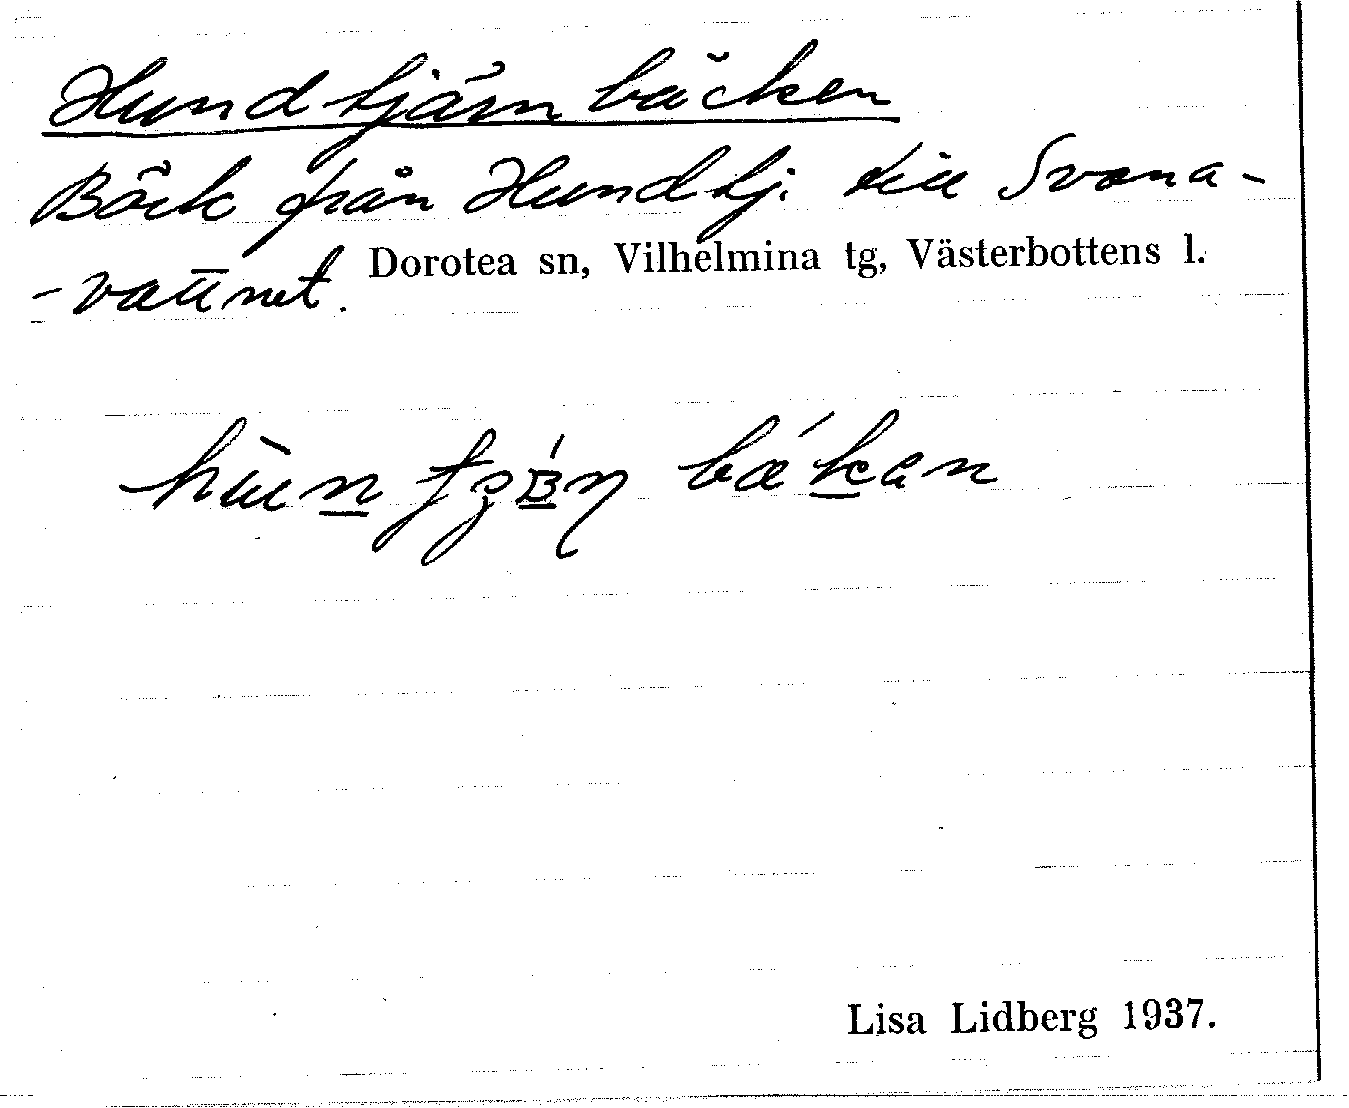 Hundtjärnbäcken
Bäck från Hundtj. till Svana-
-vattnet.
Dorotea sn, Vilhelmina tg, Västerbottens l.
Lisa Lidberg 1937.